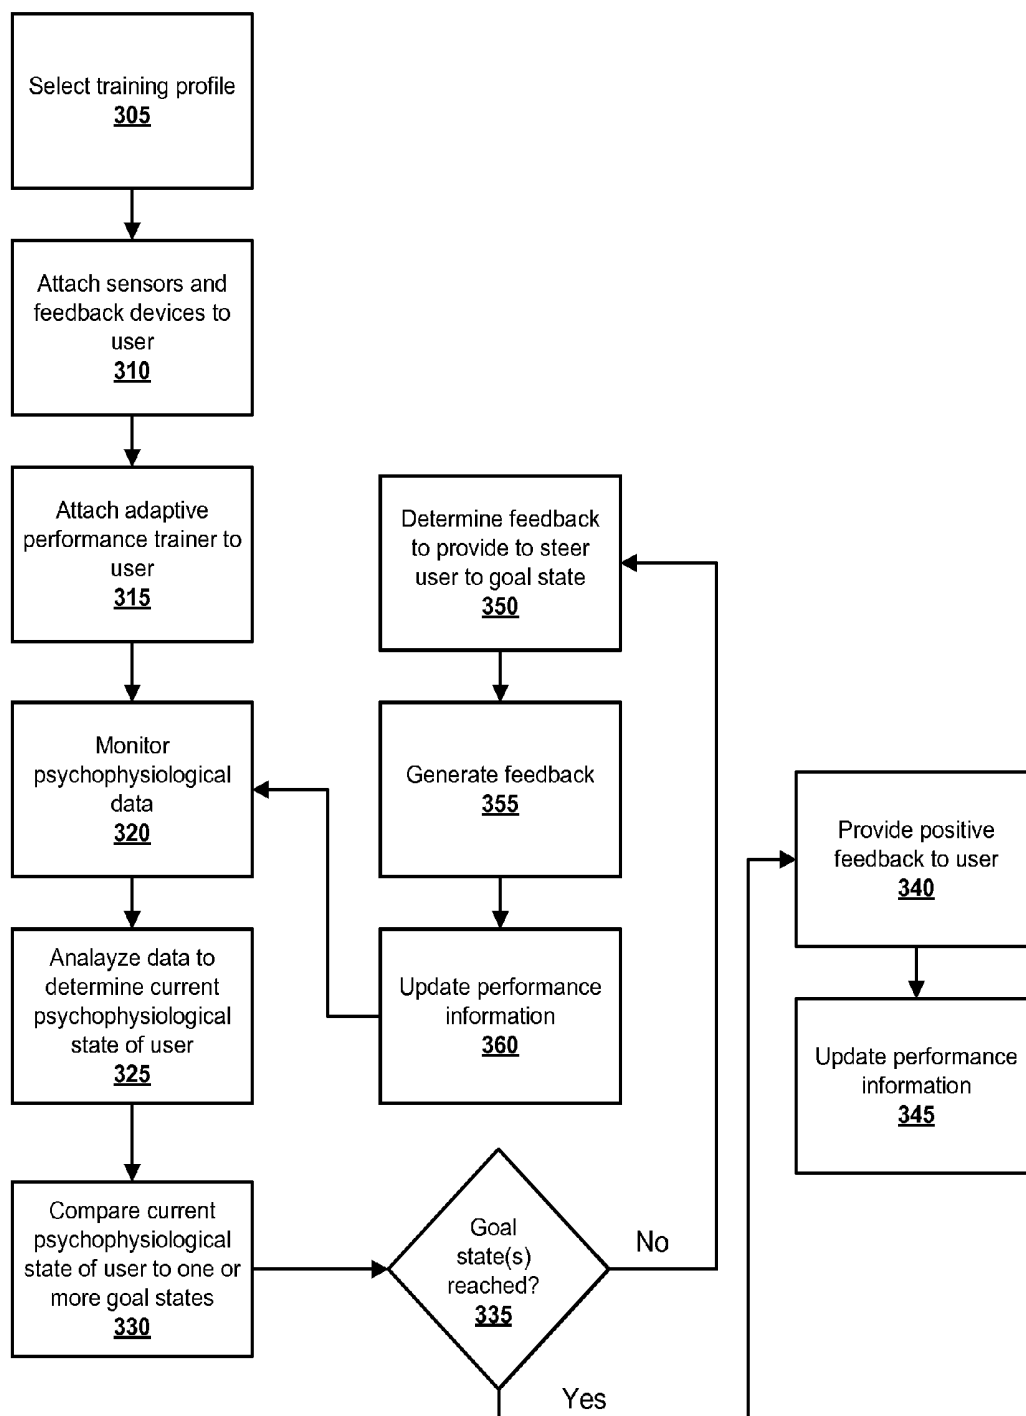 Select training profile
305
Attach sensors and
feedback devices to
user
310
Attach adaptive
performance trainer to
user
315
Monitor
psychophysiological
data
320
Analayze data to
determine current
psychophysiological
state of user
325
Compare current
psychophysiological
state of user to one or
more goal states
330
Goal
state(s)
reached?
335
No
Yes
Determine feedback
to provide to steer
user to goal state
350
Generate feedback
355
Update performance
information
360
Provide positive
feedback to user
340
Update performance
information
345